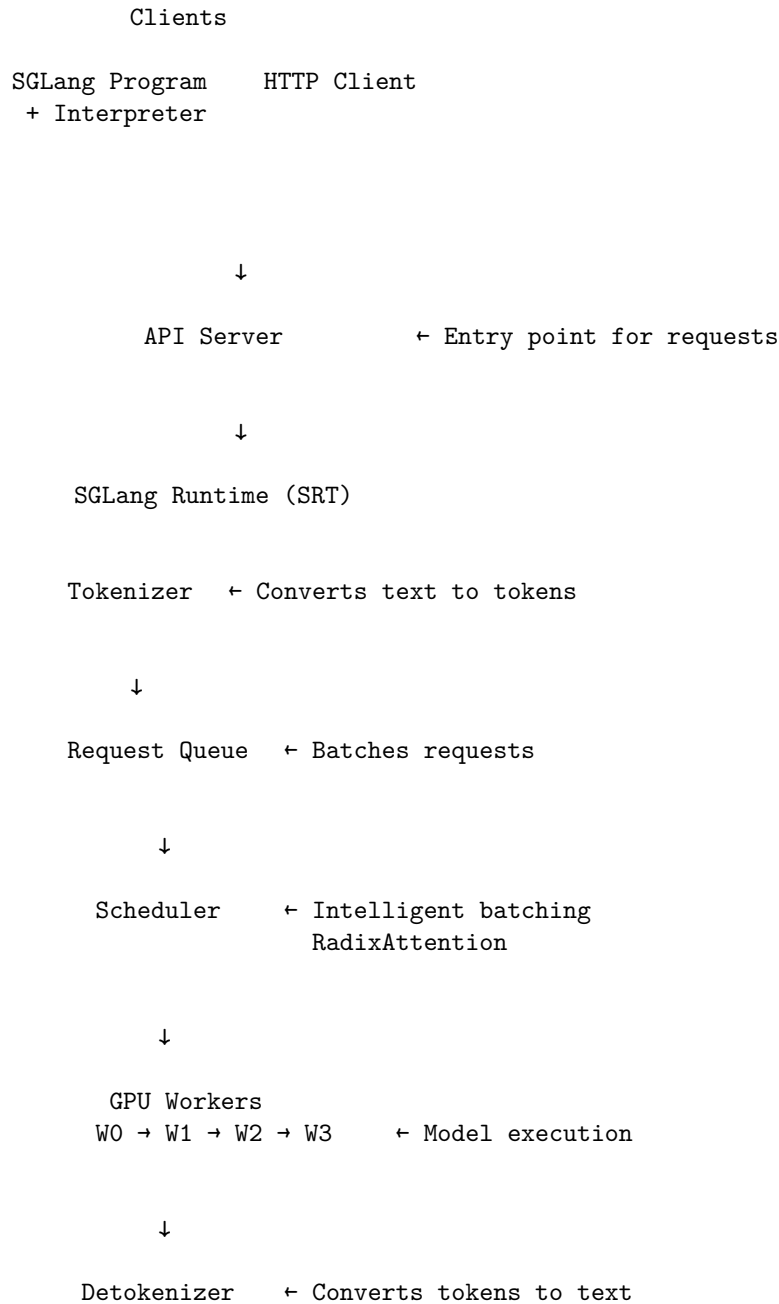 Clients
SGLang Program    HTTP Client
+ Interpreter
↓
API Server    ← Entry point for requests
↓
SGLang Runtime (SRT)
Tokenizer ← Converts text to tokens
↓
Request Queue ← Batches requests
↓
Scheduler ← Intelligent batching
RadixAttention
↓
GPU Workers
W0 → W1 → W2 → W3 ← Model execution
↓
Detokenizer ← Converts tokens to text